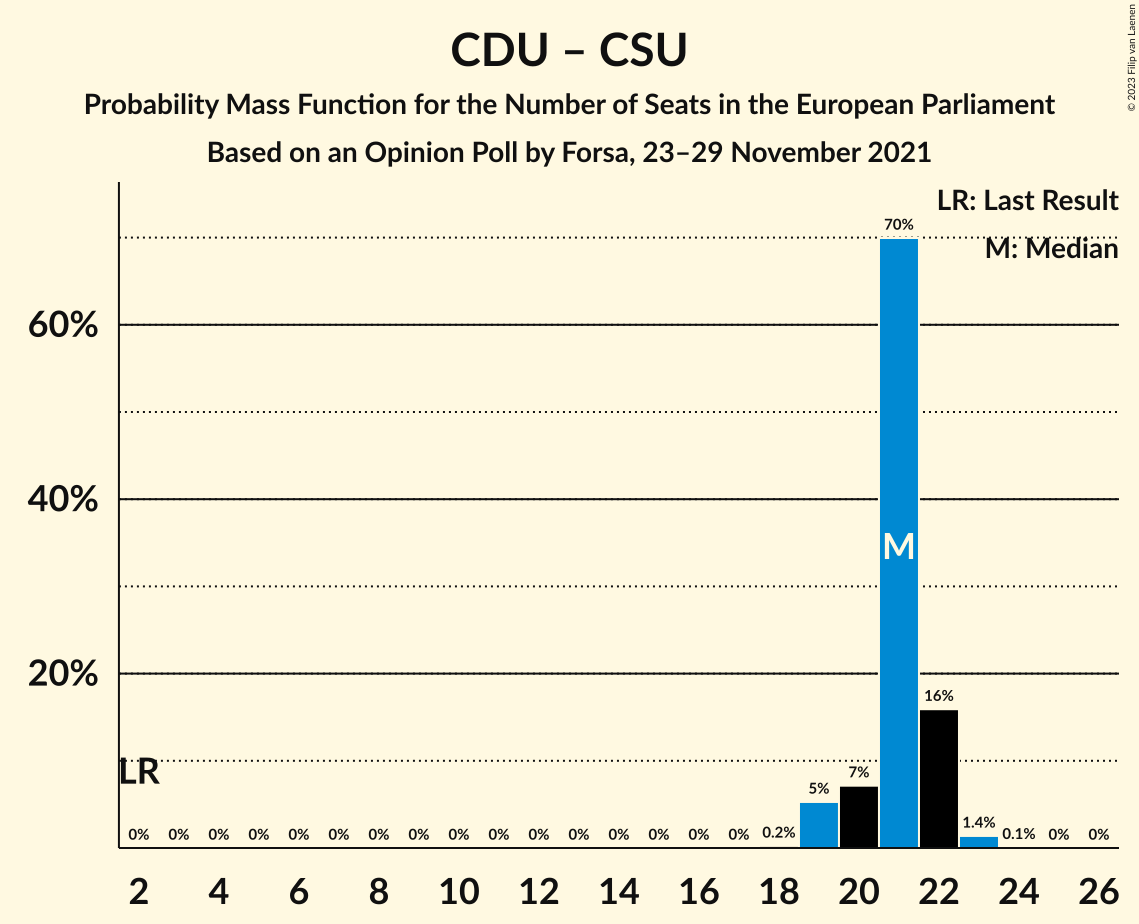 CDU – CSU
Probability Mass Function for the Number of Seats in the European Parliament
Based on an Opinion Poll by Forsa, 23–29 November 2021
© 2023 Filip van Laenen
LR: Last Result
M: Median
70%
60%
40%
M
20%
16%
LR
7%
5%
1.4%
0% 0% 0% 0% 0% 0% 0% 0% 0% 0% 0% 0% 0% 0% 0% 0% 0.2% 0.1% 0% 0%
2 4 6 8 10 12 14 16 18 20 22 24 26